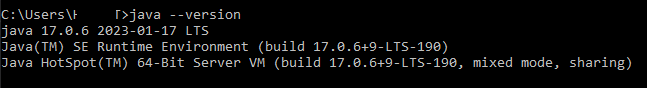 C:\Users\ >java --version
java 17.0.6 2023-01-17 LTS
Java(TM) SE Runtime Environment (build 17.0.6+9-LTS-190)
Java HotSpot(TM) 64-Bit Server VM (build 17.0.6+9-LTS-190, mixed mode, sharing)